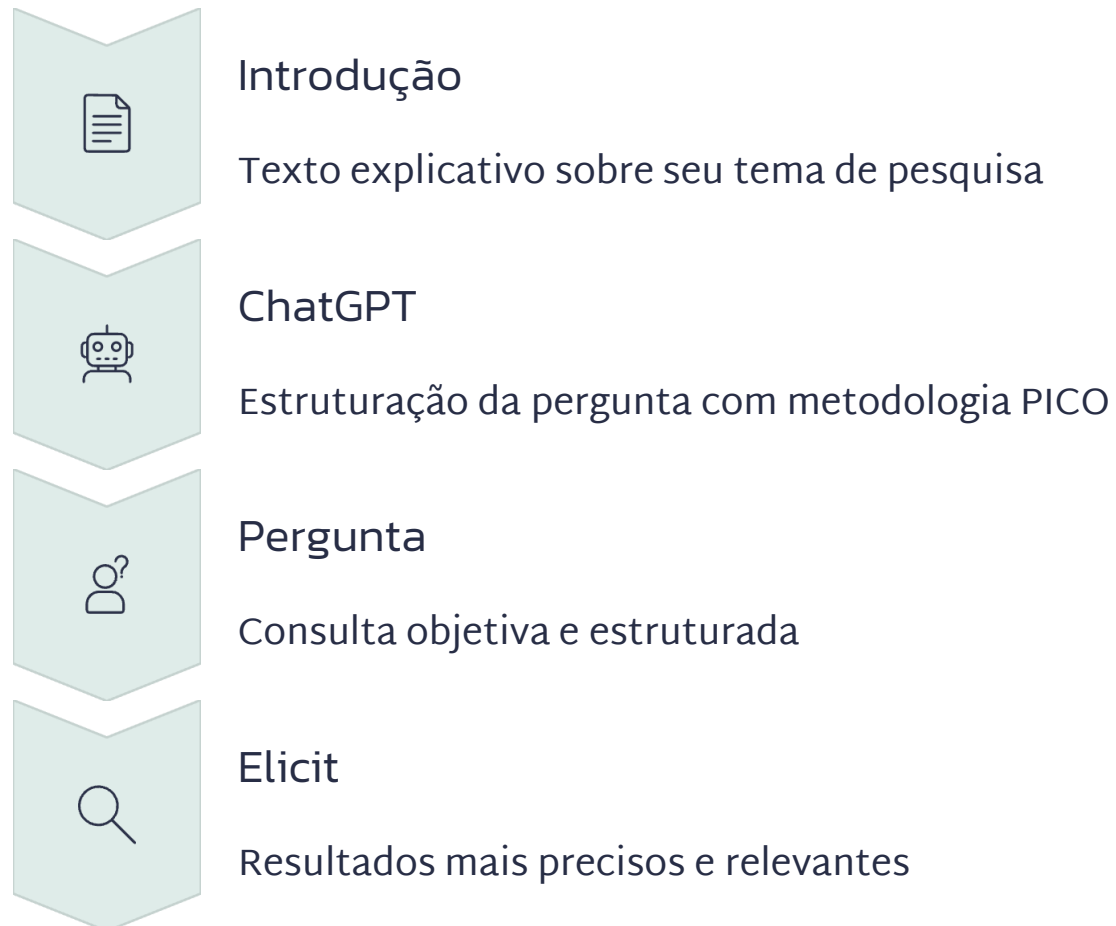 Introdução
Texto explicativo sobre seu tema de pesquisa
ChatGPT
Estruturação da pergunta com metodologia PICO
Pergunta
Consulta objetiva e estruturada
Elicit
Resultados mais precisos e relevantes